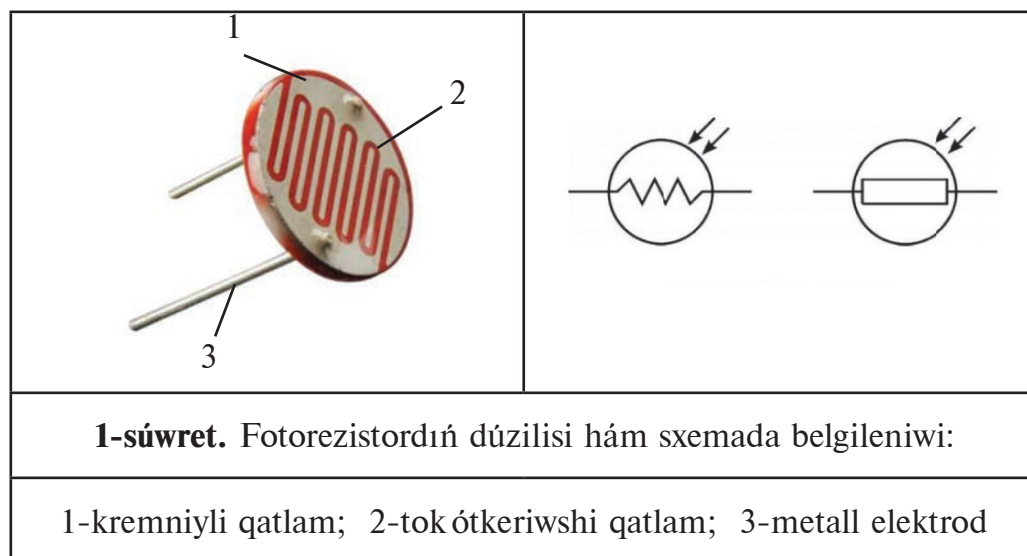 1
2
3
1-súwret. Fotorezistordıń dúzilisi hám sxemada belgileniwi:
1-kremniyli qatlam; 2-tok ótkeriwshi qatlam; 3-metall elektrod